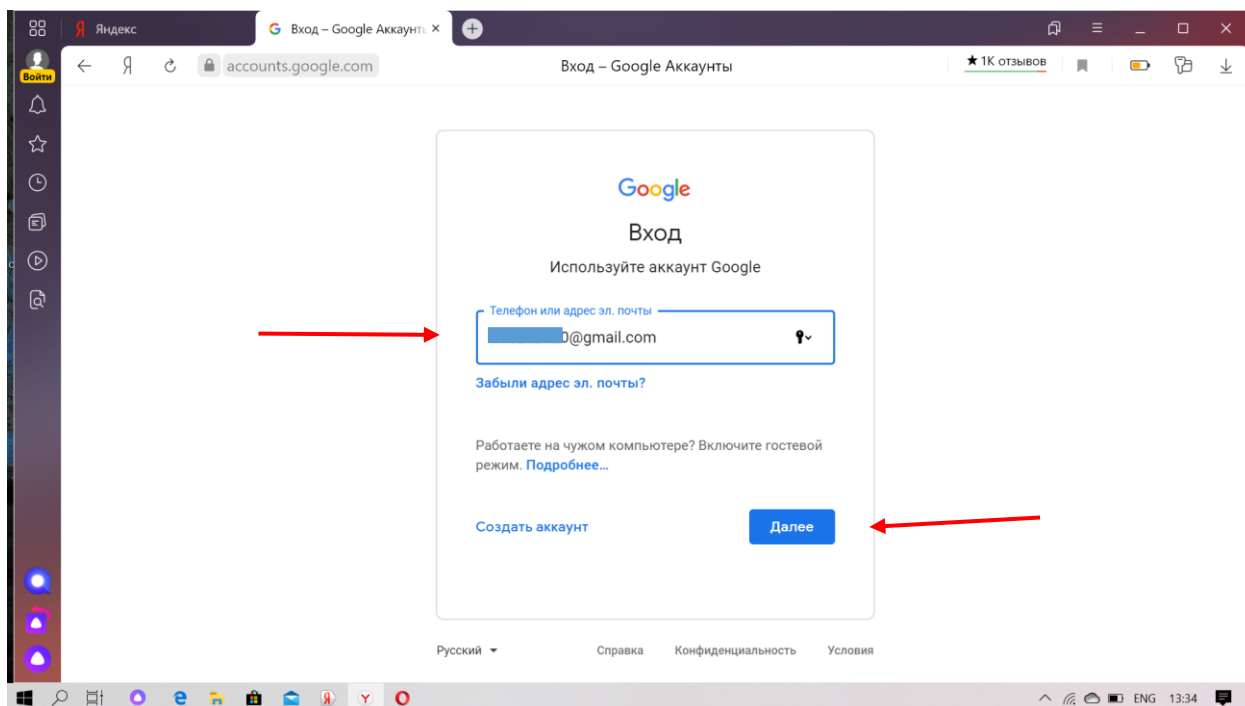 Яндекс
Вход – Google Аккаунты
Войти
accounts.google.com
Вход – Google Аккаунты
★ 1К отзывов
Google
Вход
Используйте аккаунт Google
Телефон или адрес эл. почты
0@gmail.com
Забыли адрес эл. почты?
Работаете на чужом компьютере? Включите гостевой
режим. Подробнее...
Создать аккаунт
Далее
Русский
Справка
Конфиденциальность
Условия
ENG
13:34